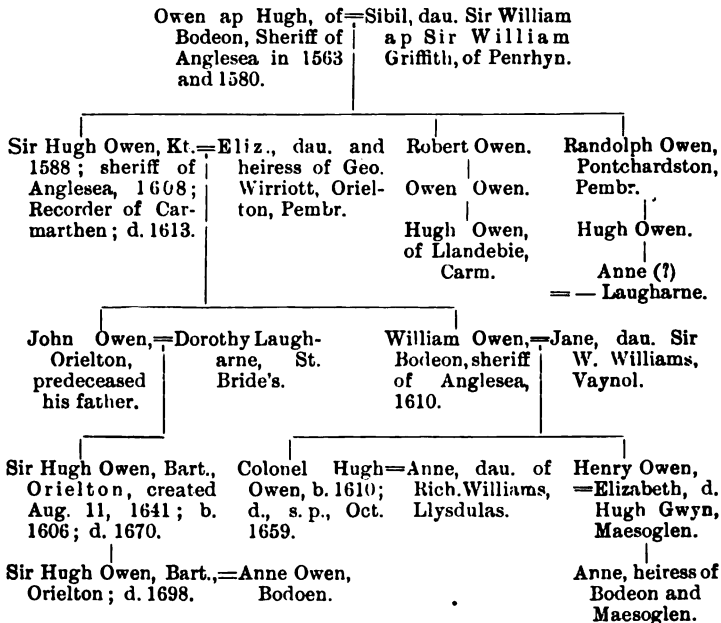 Owen ap Hugh, of=Sibil, dau. Sir William
Bodeon, Sheriff of ap Sir William
Anglesea in 1563 Griffith, of Penrhyn.
and 1580.
Sir Hugh Owen, Kt.=Eliz., dau. and
1588; sheriff of heiress of Geo.
Anglesea, 1608; Wirriott, Oriel-
Recorder of Car- ton, Pembr.
marthen; d. 1613.
Robert Owen.
Owen Owen.
Hugh Owen,
of Llandebie,
Carm.
Randolph Owen,
Pontchardston,
Pembr.
Hugh Owen.
Anne (?)
= — Laugharne.
John Owen,=Dorothy Laugh-
Orielton, arne, St.
predeceased Bride's.
his father.
William Owen,=Jane, dau. Sir
Bodeon, sheriff W. Williams,
of Anglesea, Vaynol.
1610.
Sir Hugh Owen, Bart.,
Orielton, created
Aug. 11, 1641; b.
1606; d. 1670.
Sir Hugh Owen, Bart.,=Anne Owen,
Orielton; d. 1698. Bodoen.
Colonel Hugh=Anne, dau. of
Owen, b. 1610; Rich. Williams,
d., s. p., Oct. Llysdulas.
1659.
Henry Owen,
=Elizabeth, d.
Hugh Gwyn,
Maesoglen.
Anne, heiress of
Bodeon and
Maesoglen.